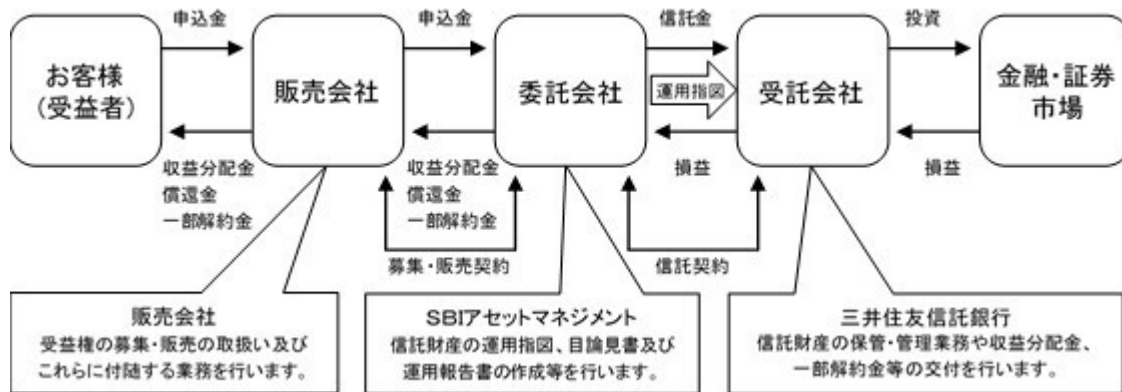 申込金
申込金
信託金
投資
お客様
(受益者)
販売会社
委託会社
運用指図
受託会社
金融・証券
市場
収益分配金
償還金
一部解約金
収益分配金
償還金
一部解約金
損益
損益
募集・販売契約
信託契約
販売会社
受益権の募集・販売の取扱い及び
これらに付随する業務を行います。
SBIアセットマネジメント
信託財産の運用指図、目論見書及び
運用報告書の作成等を行います。
三井住友信託銀行
信託財産の保管・管理業務や収益分配金、
一部解約金等の交付を行います。